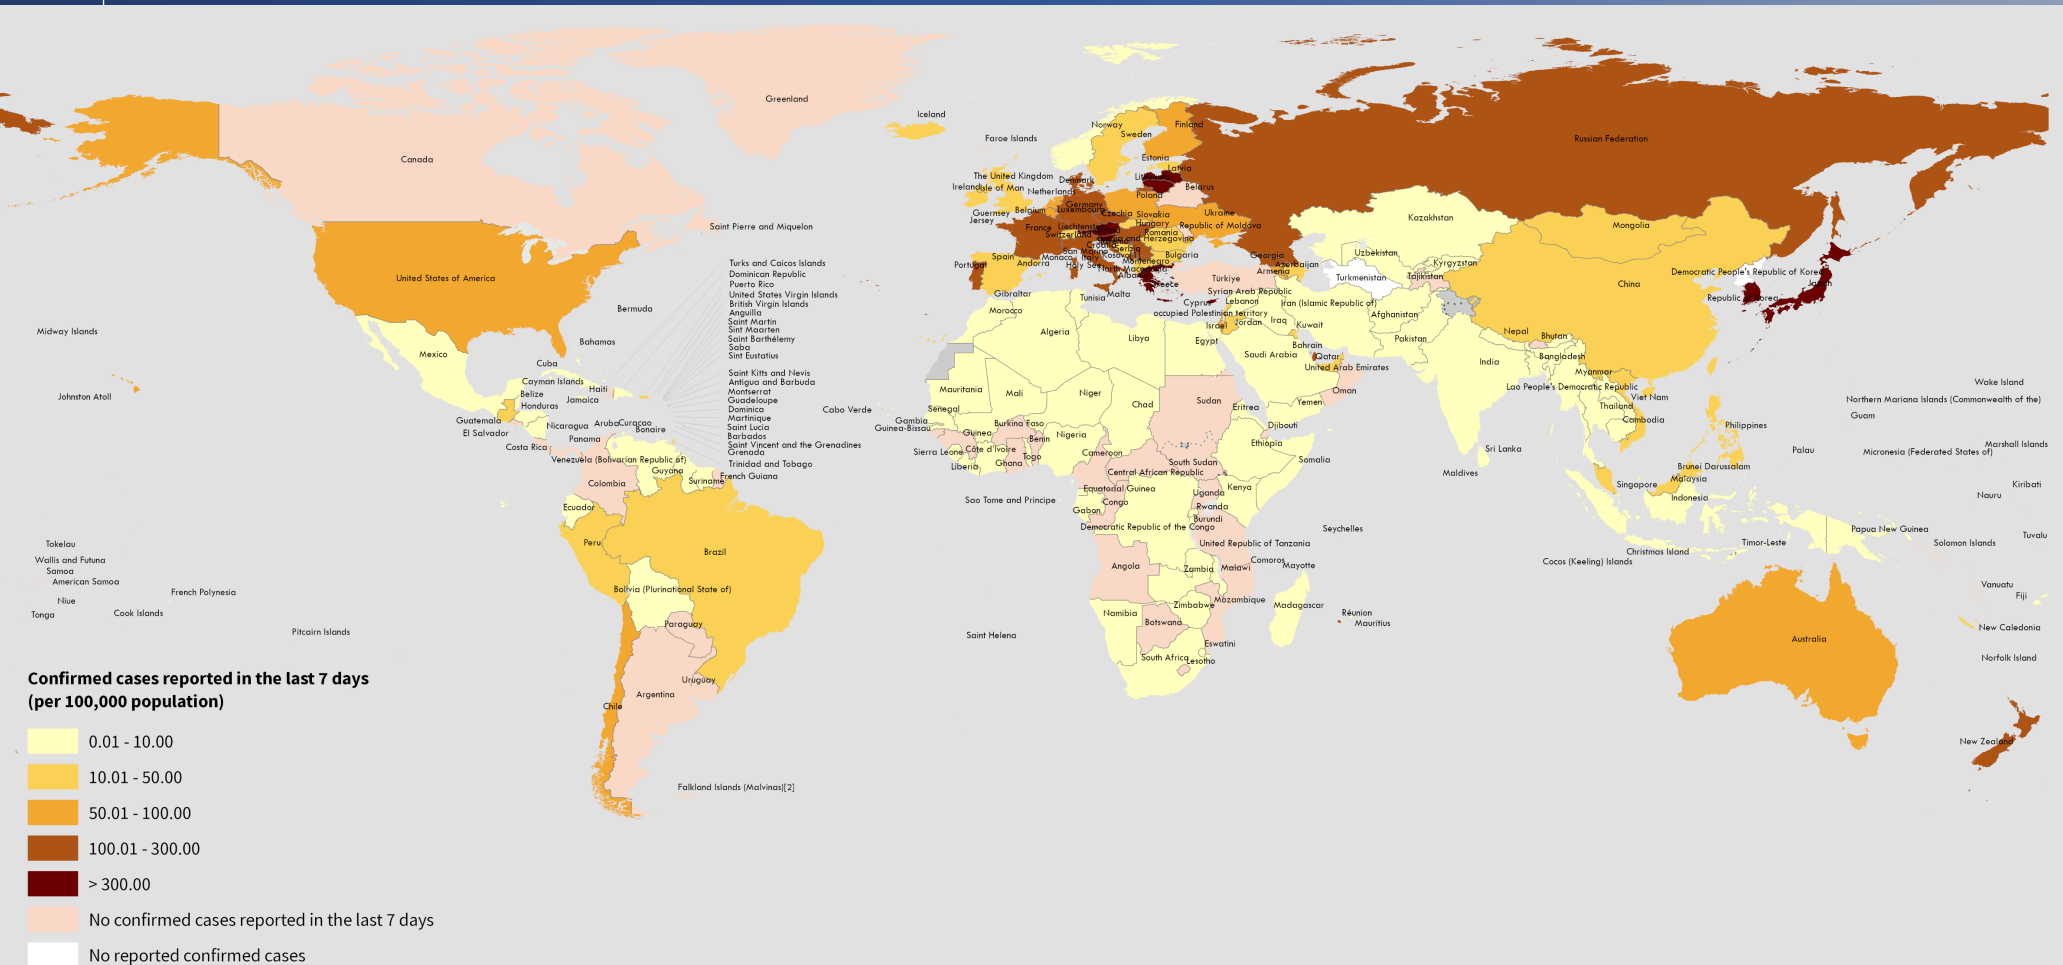 Greenland
Iceland
Faroe Islands
Norway
Finland
Sweden
Russian Federation
Canada
Estonia
Latvia
The United Kingdom
Denmark
Belarus
Ireland
Isle of Man
Netherlands
Poland
Germany
Luxembourg
Guernsey
Belgium
Czechia
Slovakia
Ukraine
Jersey
Hungary
Republic of Moldova
Kazakhstan
Mongolia
Saint Pierre and Miquelon
France
Liechtenstein
Switzerland
Romania
Spain
Andorra
Monaco
Italy
San Marino
Holy See
Croatia
Serbia
Bulgaria
Kosovo
Montenegro
North Macedonia
Portugal
Georgia
Azerbaijan
Armenia
Uzbekistan
Kyrgyzstan
Turks and Caicos Islands
Dominican Republic
Puerto Rico
United States Virgin Islands
British Virgin Islands
Anguilla
Saint Martin
Sint Maarten
Saint Barthélemy
Saba
Sint Eustatius
Saint Kitts and Nevis
Antigua and Barbuda
Montserrat
Guadeloupe
Dominica
Martinique
Saint Lucia
Barbados
Saint Vincent and the Grenadines
Grenada
Trinidad and Tobago
United States of America
Albania
Greece
Türkiye
Turkmenistan
Tajikistan
Democratic People's Republic of Korea
China
Japan
Republic of Korea
Gibraltar
Tunisia
Malta
Cyprus
Syrian Arab Republic
Lebanon
Iran (Islamic Republic of)
Bermuda
Morocco
occupied Palestinian territory
Afghanistan
Israel
Jordan
Iraq
Kuwait
Midway Islands
Algeria
Libya
Egypt
Pakistan
Nepal
Bhutan
Bahamas
Mexico
Saudi Arabia
Bahrain
Qatar
United Arab Emirates
India
Bangladesh
Cuba
Myanmar
Cayman Islands
Haiti
Belize
Jamaica
Honduras
Johnston Atoll
Mauritania
Mali
Niger
Chad
Sudan
Eritrea
Yemen
Oman
Lao People's Democratic Republic
Viet Nam
Wake Island
Northern Mariana Islands (Commonwealth of the)
Guam
Cabo Verde
Senegal
Thailand
Guatemala
El Salvador
Nicaragua
Aruba
Curaçao
Bonaire
Gambia
Guinea-Bissau
Burkina Faso
Djibouti
Cambodia
Philippines
Panama
Costa Rica
Guinea
Benin
Nigeria
Ethiopia
Sierra Leone
Côte d'Ivoire
Togo
Ghana
Liberia
Cameroon
Somalia
Sri Lanka
Maldives
Palau
Marshall Islands
Micronesia (Federated States of)
Venezuela (Bolivarian Republic of)
Guyana
Suriname
French Guiana
Colombia
South Sudan
Central African Republic
Brunei Darussalam
Malaysia
Singapore
Indonesia
Kiribati
Nauru
Equatorial Guinea
Uganda
Kenya
Sao Tome and Principe
Congo
Gabon
Rwanda
Burundi
Ecuador
Democratic Republic of the Congo
Seychelles
Papua New Guinea
Tuvalu
Peru
Brazil
United Republic of Tanzania
Timor-Leste
Solomon Islands
Christmas Island
Cocos (Keeling) Islands
Tokelau
Wallis and Futuna
Samoa
American Samoa
Niue
Tonga
Cook Islands
French Polynesia
Pitcairn Islands
Bolivia (Plurinational State of)
Angola
Zambia
Malawi
Comoros
Mayotte
Mozambique
Zimbabwe
Namibia
Botswana
Madagascar
Réunion
Mauritius
Vanuatu
Fiji
New Caledonia
Paraguay
Saint Helena
Eswatini
South Africa
Lesotho
Australia
Norfolk Island
Uruguay
Argentina
Chile
New Zealand
Falkland Islands (Malvinas)[2]
Confirmed cases reported in the last 7 days
(per 100,000 population)
0.01 - 10.00
10.01 - 50.00
50.01 - 100.00
100.01 - 300.00
> 300.00
No confirmed cases reported in the last 7 days
No reported confirmed cases